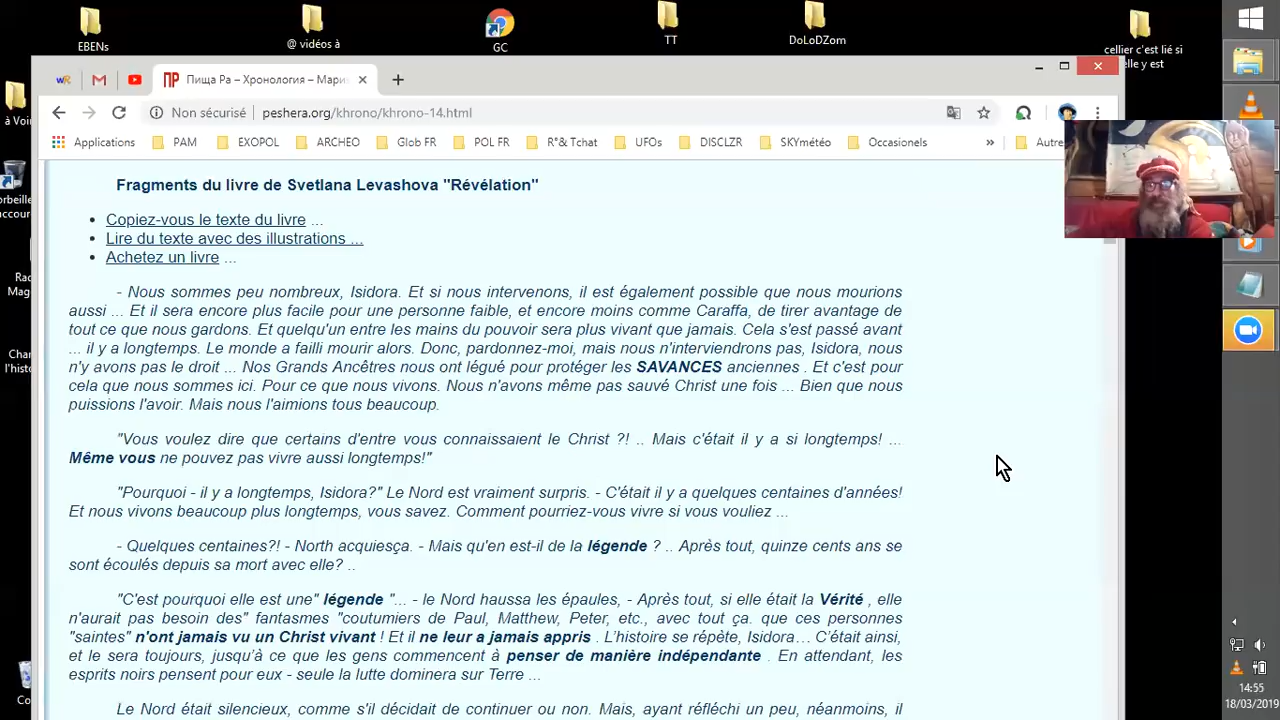 EBENs
@ vidéos à
GC
TT
DoLoDZom
cellier c'est lié si
elle y est
Пища Ра – Хронология – Мари
Non sécurisé
peshera.org/khrono/khrono-14.html
Applications
PAM
EXOPOL
ARCHEO
Glob FR
POL FR
R°& Tchat
UFOs
DISCLZR
SKYmétéo
Occasionels
»
Autre
à Voir
Fragments du livre de Svetlana Levashova "Révélation"
• Copiez-vous le texte du livre ...
• Lire du texte avec des illustrations ...
• Achetez un livre ...
- Nous sommes peu nombreux, Isidora. Et si nous intervenons, il est également possible que nous mourions
aussi ... Et il sera encore plus facile pour une personne faible, et encore moins comme Caraffa, de tirer avantage de
tout ce que nous gardons. Et quelqu'un entre les mains du pouvoir sera plus vivant que jamais. Cela s'est passé avant
... il y a longtemps. Le monde a failli mourir alors. Donc, pardonnez-moi, mais nous n'interviendrons pas, Isidora, nous
n'y avons pas le droit ... Nos Grands Ancêtres nous ont légué pour protéger les SAVANCES anciennes . Et c'est pour
cela que nous sommes ici. Pour ce que nous vivons. Nous n'avons même pas sauvé Christ une fois ... Bien que nous
puissions l'avoir. Mais nous l'aimions tous beaucoup.
"Vous voulez dire que certains d'entre vous connaissaient le Christ ?! .. Mais c'était il y a si longtemps! ...
Même vous ne pouvez pas vivre aussi longtemps!"
"Pourquoi - il y a longtemps, Isidora?" Le Nord est vraiment surpris. - C'était il y a quelques centaines d'années!
Et nous vivons beaucoup plus longtemps, vous savez. Comment pourriez-vous vivre si vous vouliez ...
- Quelques centaines?! - North acquiesça. - Mais qu'en est-il de la légende ? .. Après tout, quinze cents ans se
sont écoulés depuis sa mort avec elle? ..
"C'est pourquoi elle est une" légende "... - le Nord haussa les épaules, - Après tout, si elle était la Vérité , elle
n'aurait pas besoin des" fantasmes "coutumiers de Paul, Matthew, Peter, etc., avec tout ça. que ces personnes
"saintes" n'ont jamais vu un Christ vivant ! Et il ne leur a jamais appris . L'histoire se répète, Isidora… C'était ainsi,
et le sera toujours, jusqu'à ce que les gens commencent à penser de manière indépendante . En attendant, les
esprits noirs pensent pour eux - seule la lutte dominera sur Terre ...
Le Nord était silencieux, comme s'il décidait de continuer ou non. Mais, ayant réfléchi un peu, néanmoins, il
14:55
18/03/2019